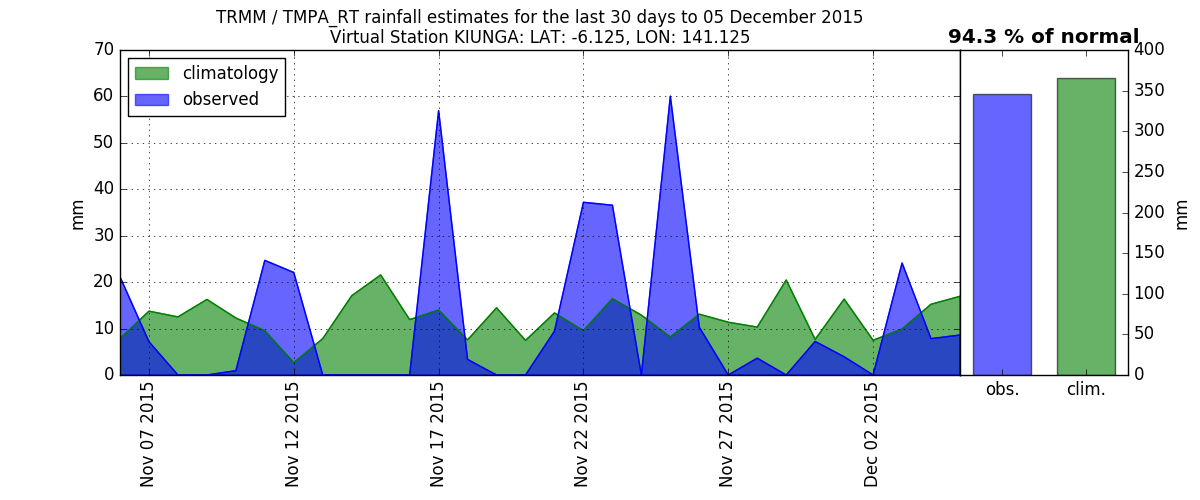 TRMM / TMPA_RT rainfall estimates for the last 30 days to 05 December 2015
Virtual Station KIUNGA: LAT: -6.125, LON: 141.125
94.3 % of normal
climatology
observed
70
60
50
40
30
20
10
0
mm
400
350
300
250
200
150
100
50
0
mm
Nov 07 2015
Nov 12 2015
Nov 17 2015
Nov 22 2015
Nov 27 2015
Dec 02 2015
obs.
clim.